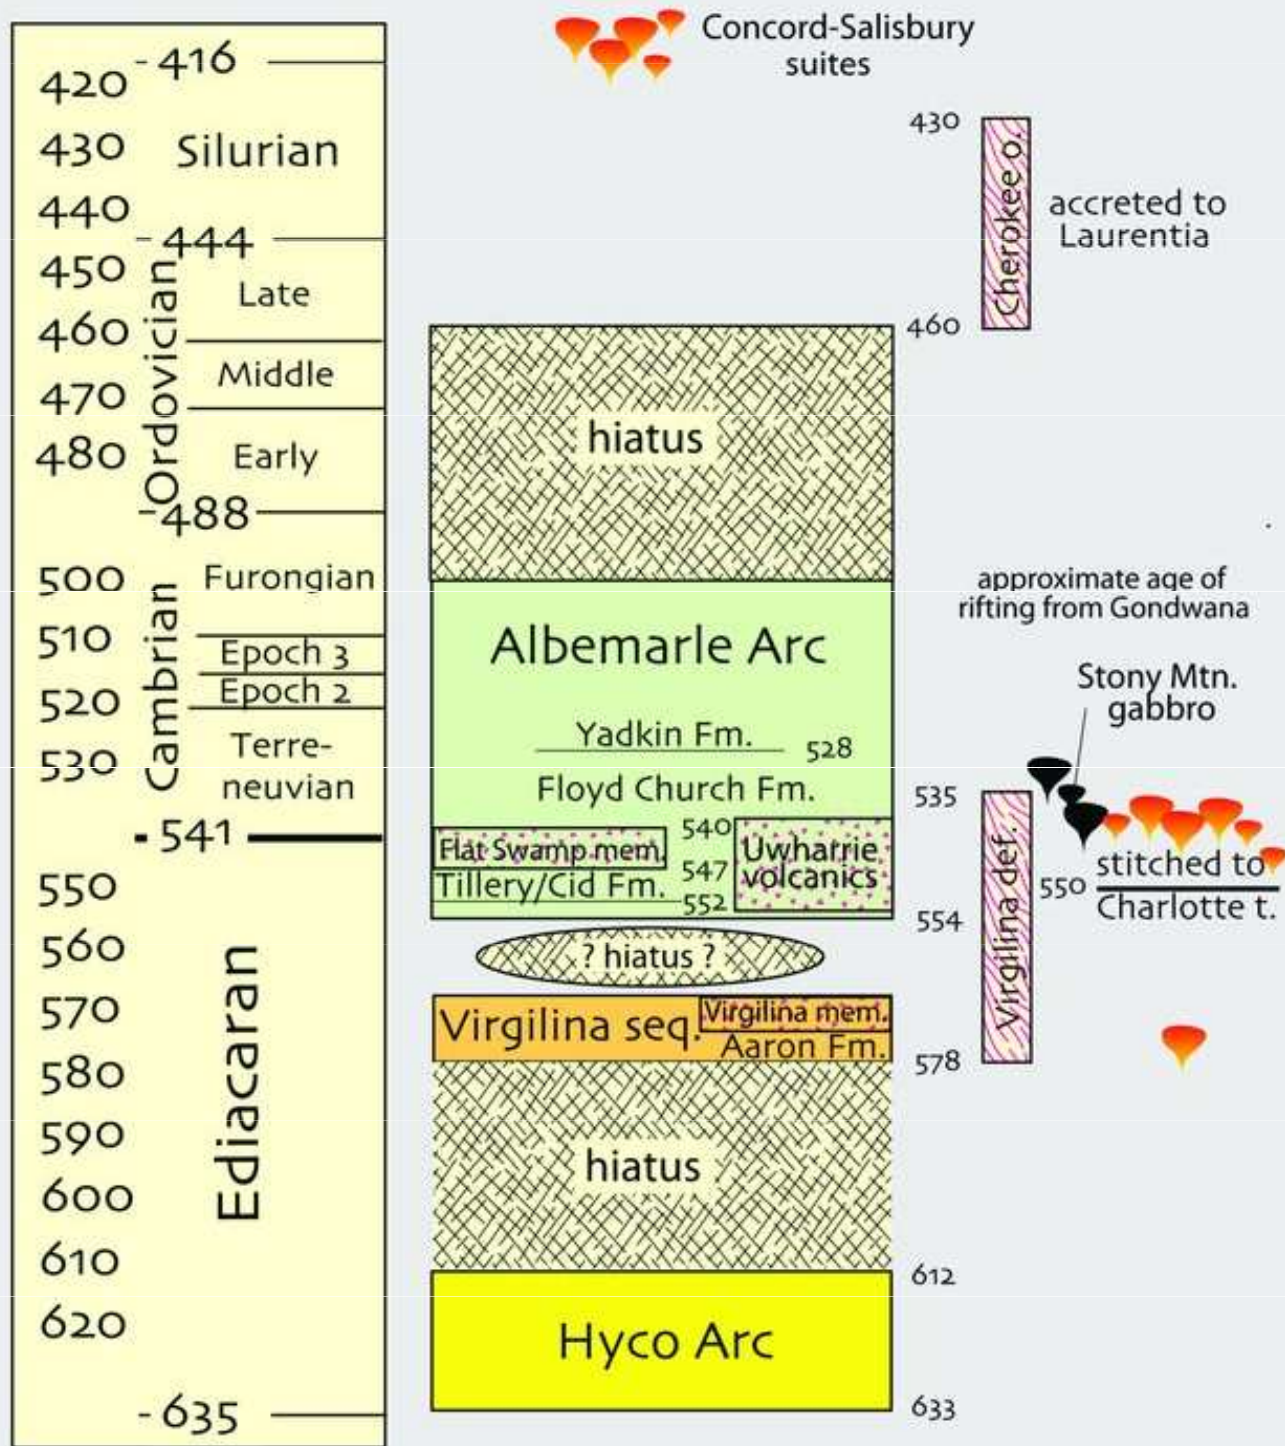 416
420
430
Silurian
440
444
450
Ordovician
Late
460
Middle
470
480
Early
488
500
Furongian
Cambrian
510
Epoch 3
520
Epoch 2
530
Terre-
neuvian
541
550
560
Ediacaran
570
580
590
600
610
620
635
Concord-Salisbury
suites
430
Cherokee o.
accreted to
Laurentia
460
hiatus
Albemarle Arc
Yadkin Fm.
528
Floyd Church Fm.
540
Flat Swamp mem.
547
Tillery/Cid Fm.
552
Uwharrie
volcanics
554
? hiatus ?
Virgilina seq.
Virgilina mem.
Aaron Fm.
578
hiatus
612
Hyco Arc
633
approximate age of
rifting from Gondwana
Stony Mtn.
gabbro
535
Virgilina def.
550
stitched to
Charlotte t.